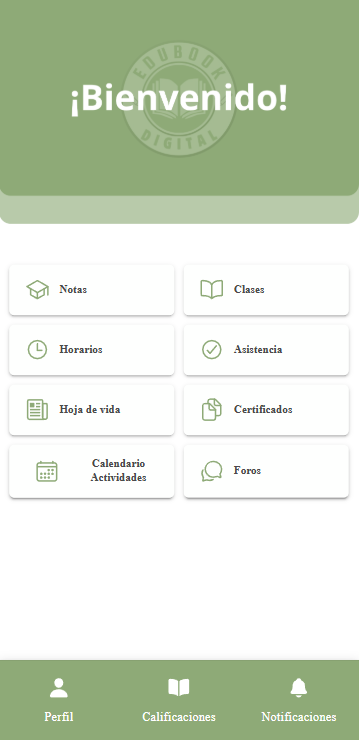 EDUBOOK
¡Bienvenido!
DIGITAL
Notas
Clases
Horarios
Asistencia
Hoja de vida
Certificados
Calendario
Actividades
Foros
Perfil
Calificaciones
Notificaciones